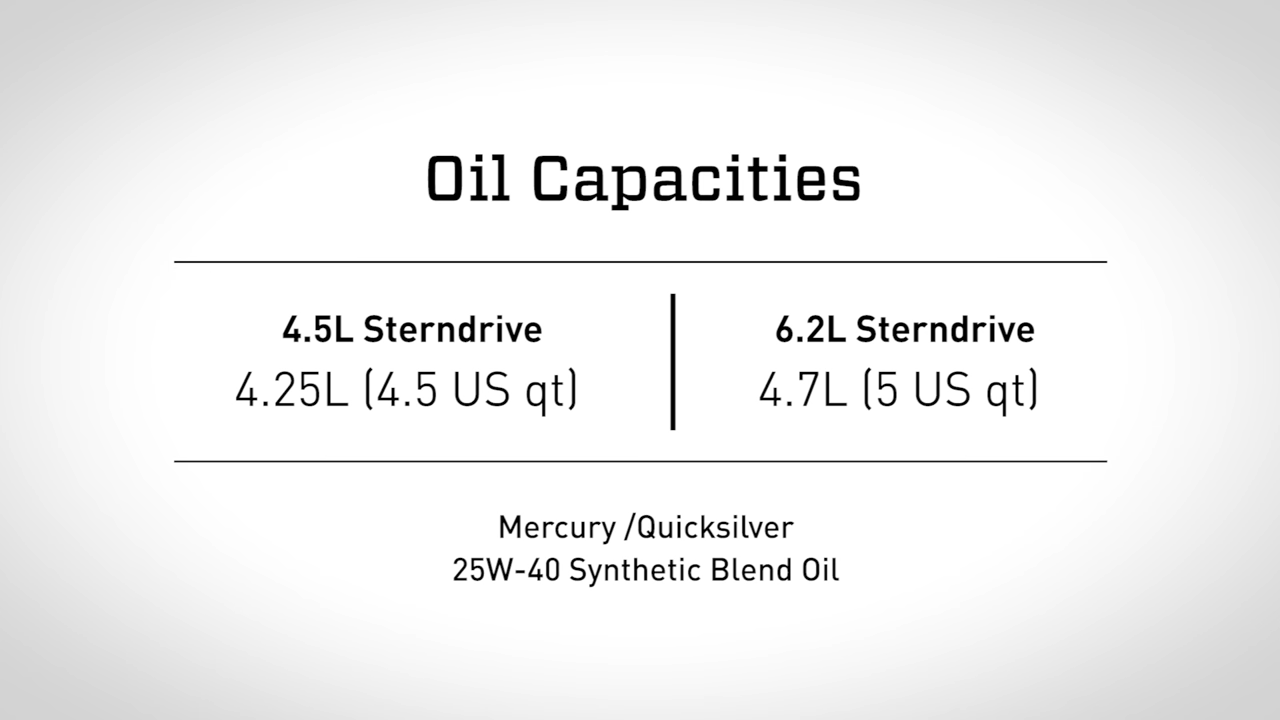 Oil Capacities
4.5L Sterndrive
4.25L (4.5 US qt)
6.2L Sterndrive
4.7L (5 US qt)
Mercury /Quicksilver
25W-40 Synthetic Blend Oil